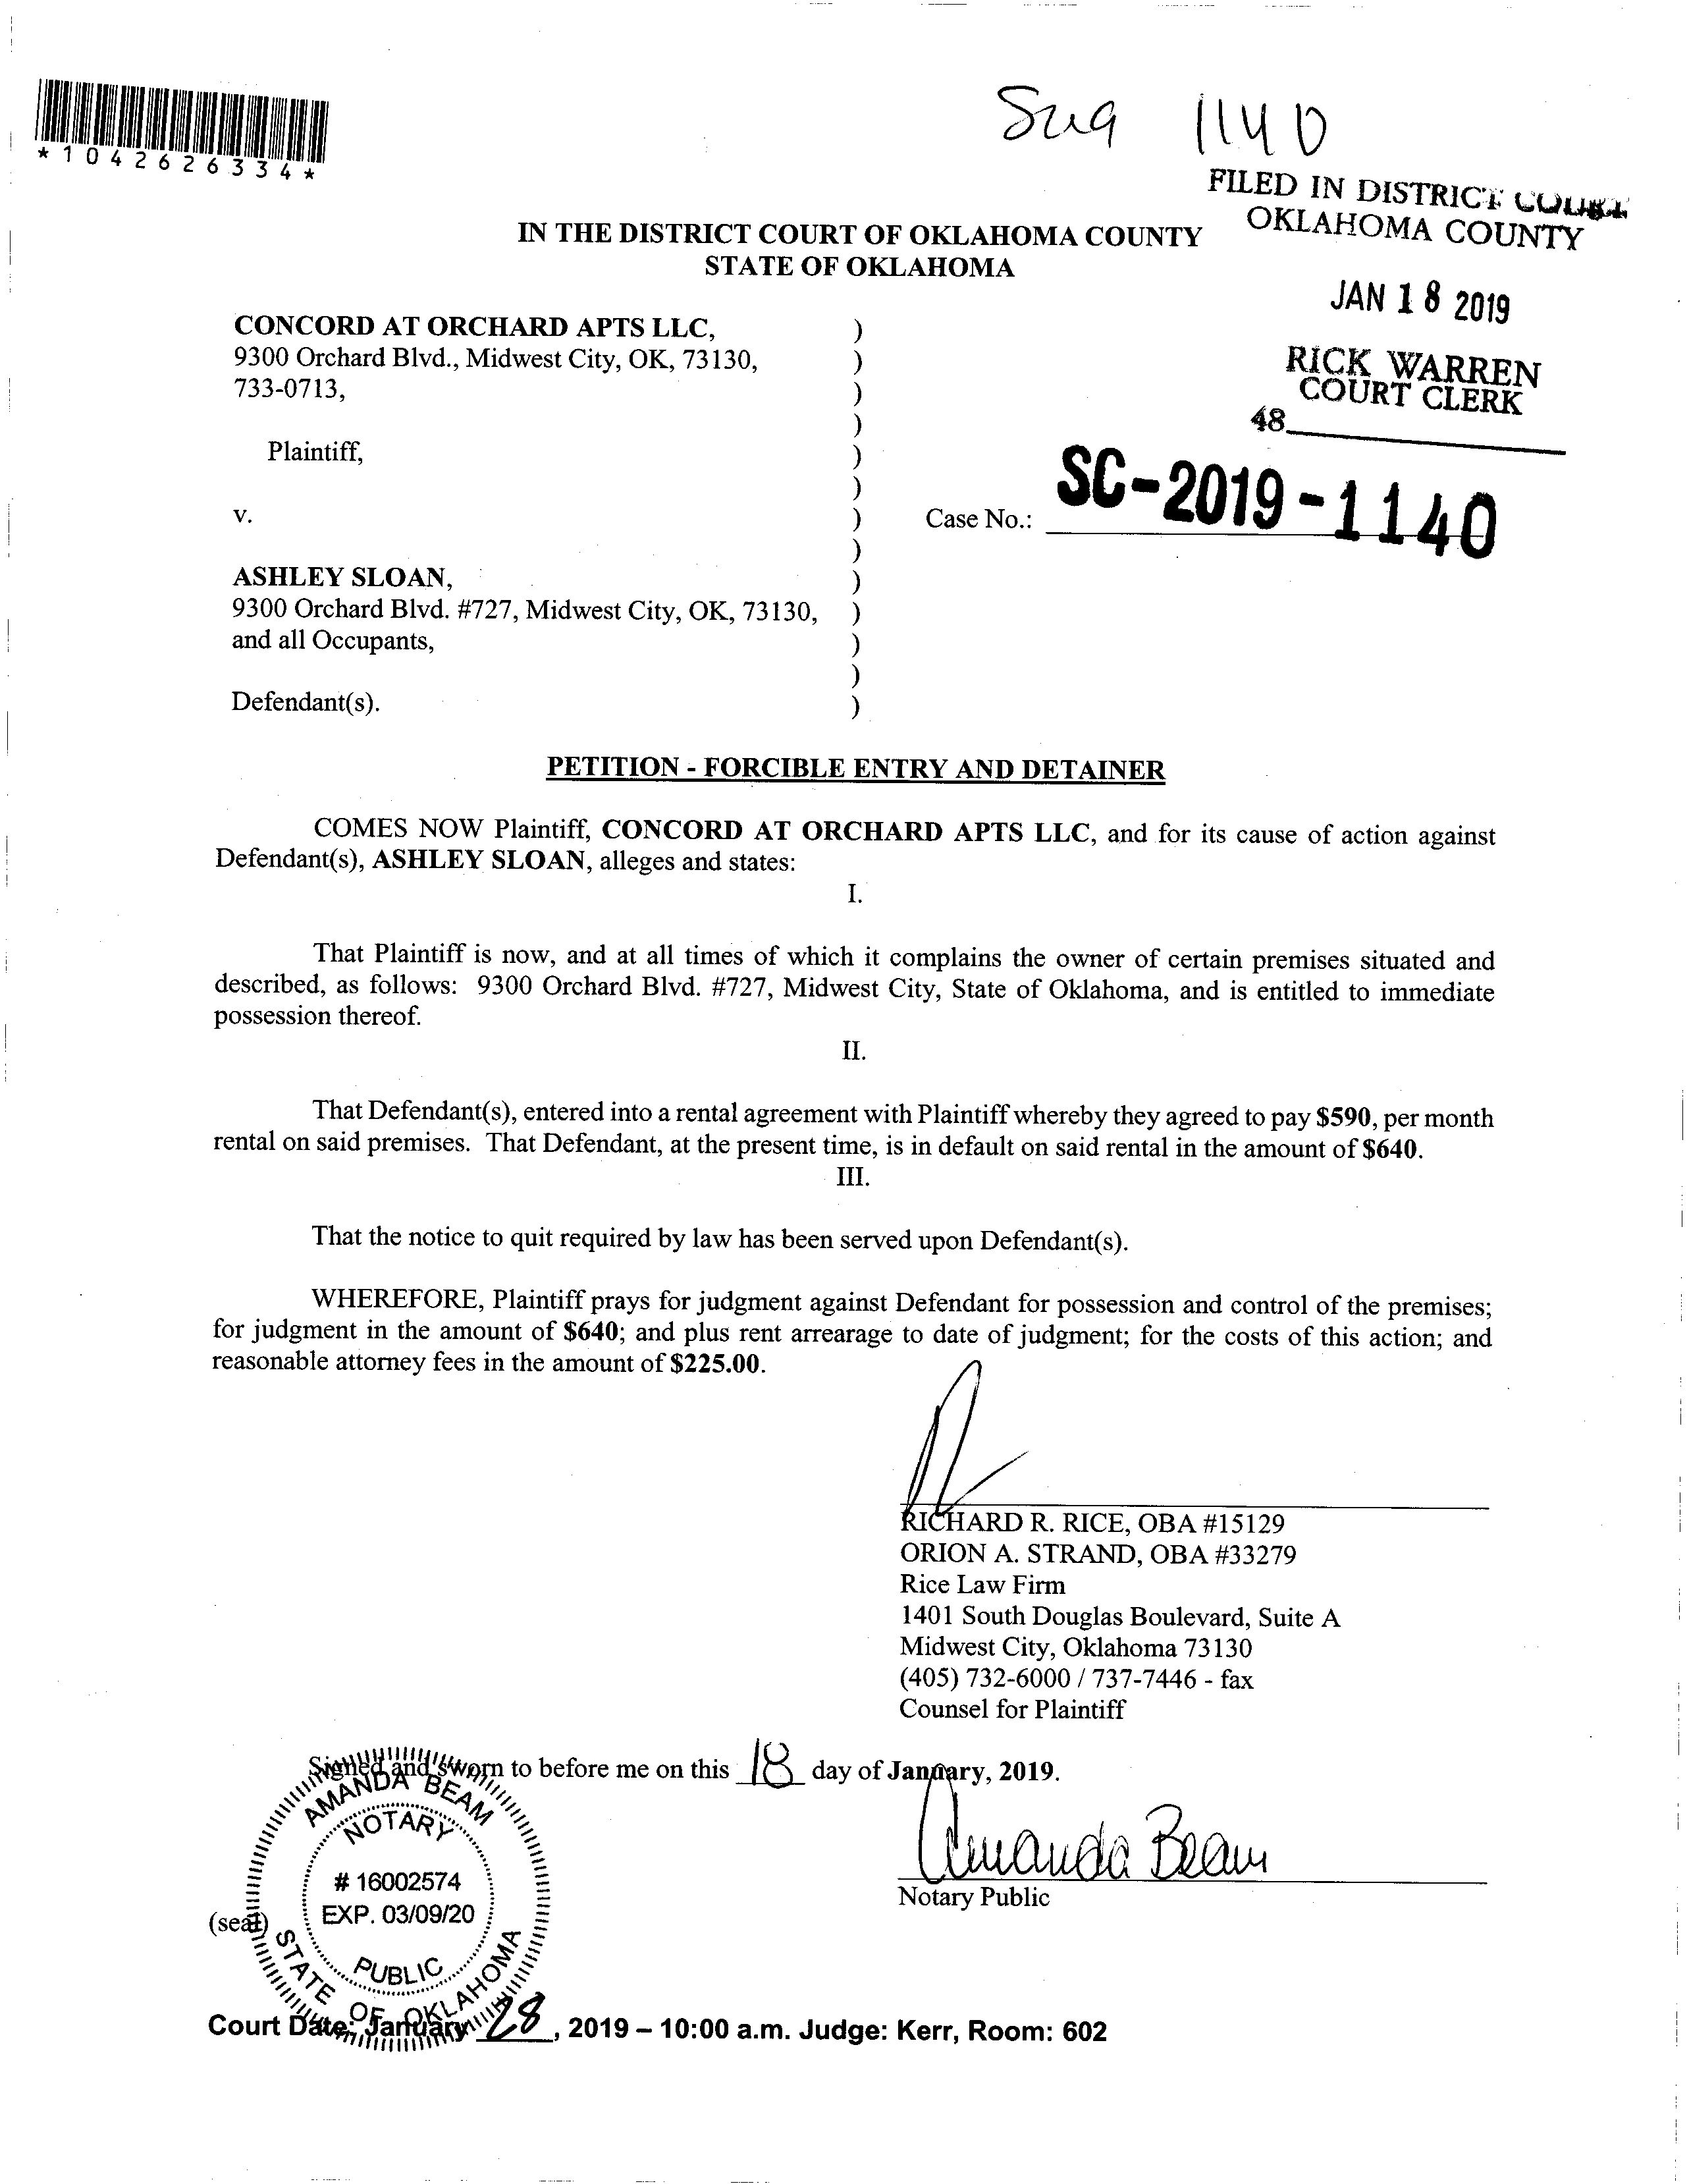 *1042626334*
1140
FILED IN DISTRICT COURT
OKLAHOMA COUNTY
IN THE DISTRICT COURT OF OKLAHOMA COUNTY
STATE OF OKLAHOMA
JAN 18 2019
RICK WARREN
COURT CLERK
48
CONCORD AT ORCHARD APTS LLC, )
9300 Orchard Blvd., Midwest City, OK, 73130, )
733-0713, )
)
Plaintiff, )
)
v. ) Case No.: SC-2019-1140
)
ASHLEY SLOAN, )
9300 Orchard Blvd. #727, Midwest City, OK, 73130, )
and all Occupants, )
)
Defendant(s). )
PETITION - FORCIBLE ENTRY AND DETAINER
COMES NOW Plaintiff, CONCORD AT ORCHARD APTS LLC, and for its cause of action against
Defendant(s), ASHLEY SLOAN, alleges and states:
I.
That Plaintiff is now, and at all times of which it complains the owner of certain premises situated and
described, as follows: 9300 Orchard Blvd. #727, Midwest City, State of Oklahoma, and is entitled to immediate
possession thereof.
II.
That Defendant(s), entered into a rental agreement with Plaintiff whereby they agreed to pay $590, per month
rental on said premises. That Defendant, at the present time, is in default on said rental in the amount of $640.
III.
That the notice to quit required by law has been served upon Defendant(s).
WHEREFORE, Plaintiff prays for judgment against Defendant for possession and control of the premises;
for judgment in the amount of $640; and plus rent arrearage to date of judgment; for the costs of this action; and
reasonable attorney fees in the amount of $225.00.
RICHARD R. RICE, OBA #15129
ORION A. STRAND, OBA #33279
Rice Law Firm
1401 South Douglas Boulevard, Suite A
Midwest City, Oklahoma 73130
(405) 732-6000 / 737-7446 - fax
Counsel for Plaintiff
Signed and sworn to before me on this 18 day of January, 2019.
AMANDA BEAM
NOTARY
# 16002574
EXP. 03/09/20
PUBLIC
STATE OF OKLAHOMA
Amanda Beam
Notary Public
(seal)
Court Date: January 28, 2019 – 10:00 a.m. Judge: Kerr, Room: 602